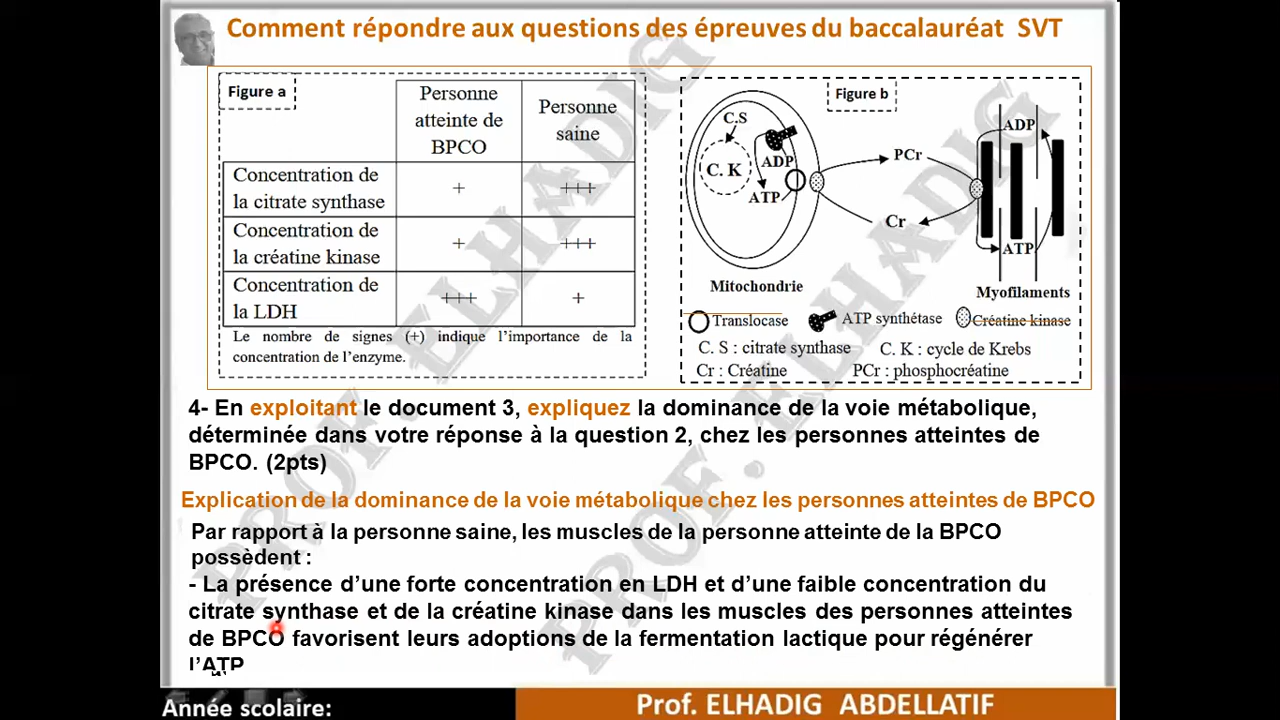 Comment répondre aux questions des épreuves du baccalauréat SVT
Figure a
Personne atteinte de BPCO
Personne saine
Concentration de la citrate synthase
+
+++
Concentration de la créatine kinase
+
+++
Concentration de la LDH
+++
+
Le nombre de signes (+) indique l'importance de la
concentration de l'enzyme.
Figure b
C.S
C. K
ADP
ATP
PCr
Cr
ADP
ATP
Mitochondrie
Myofilaments
Translocase
ATP synthétase
Créatine kinase
C. S : citrate synthase
C. K : cycle de Krebs
Cr : Créatine
PCr : phosphocréatine
4- En exploitant le document 3, expliquez la dominance de la voie métabolique,
déterminée dans votre réponse à la question 2, chez les personnes atteintes de
BPCO. (2pts)
Explication de la dominance de la voie métabolique chez les personnes atteintes de BPCO
Par rapport à la personne saine, les muscles de la personne atteinte de la BPCO
possèdent :
- La présence d'une forte concentration en LDH et d'une faible concentration du
citrate synthase et de la créatine kinase dans les muscles des personnes atteintes
de BPCO favorisent leurs adoptions de la fermentation lactique pour régénérer
l'ATP
Année scolaire:
Prof. ELHADIG ABDELLATIF
PROF. ELHADIG
PROF. ELHADIG